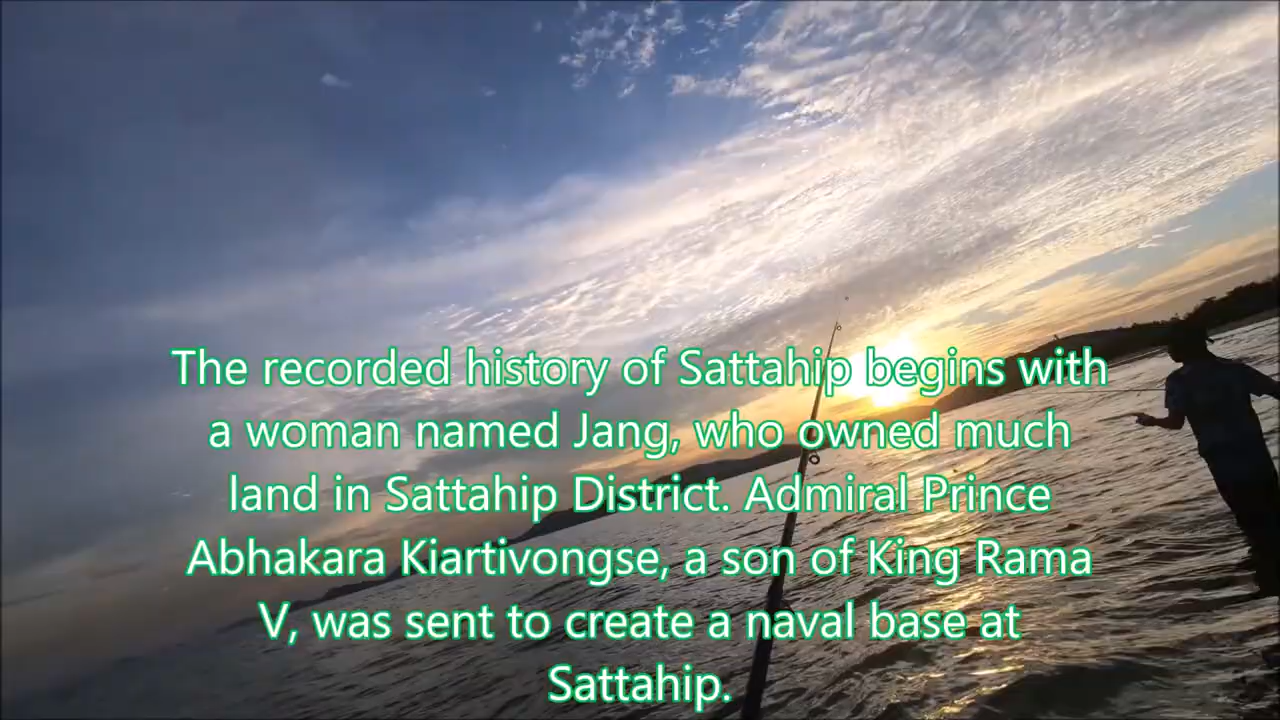 The recorded history of Sattahip begins with
a woman named Jang, who owned much
land in Sattahip District. Admiral Prince
Abhakara Kiartivongse, a son of King Rama
V, was sent to create a naval base at
Sattahip.